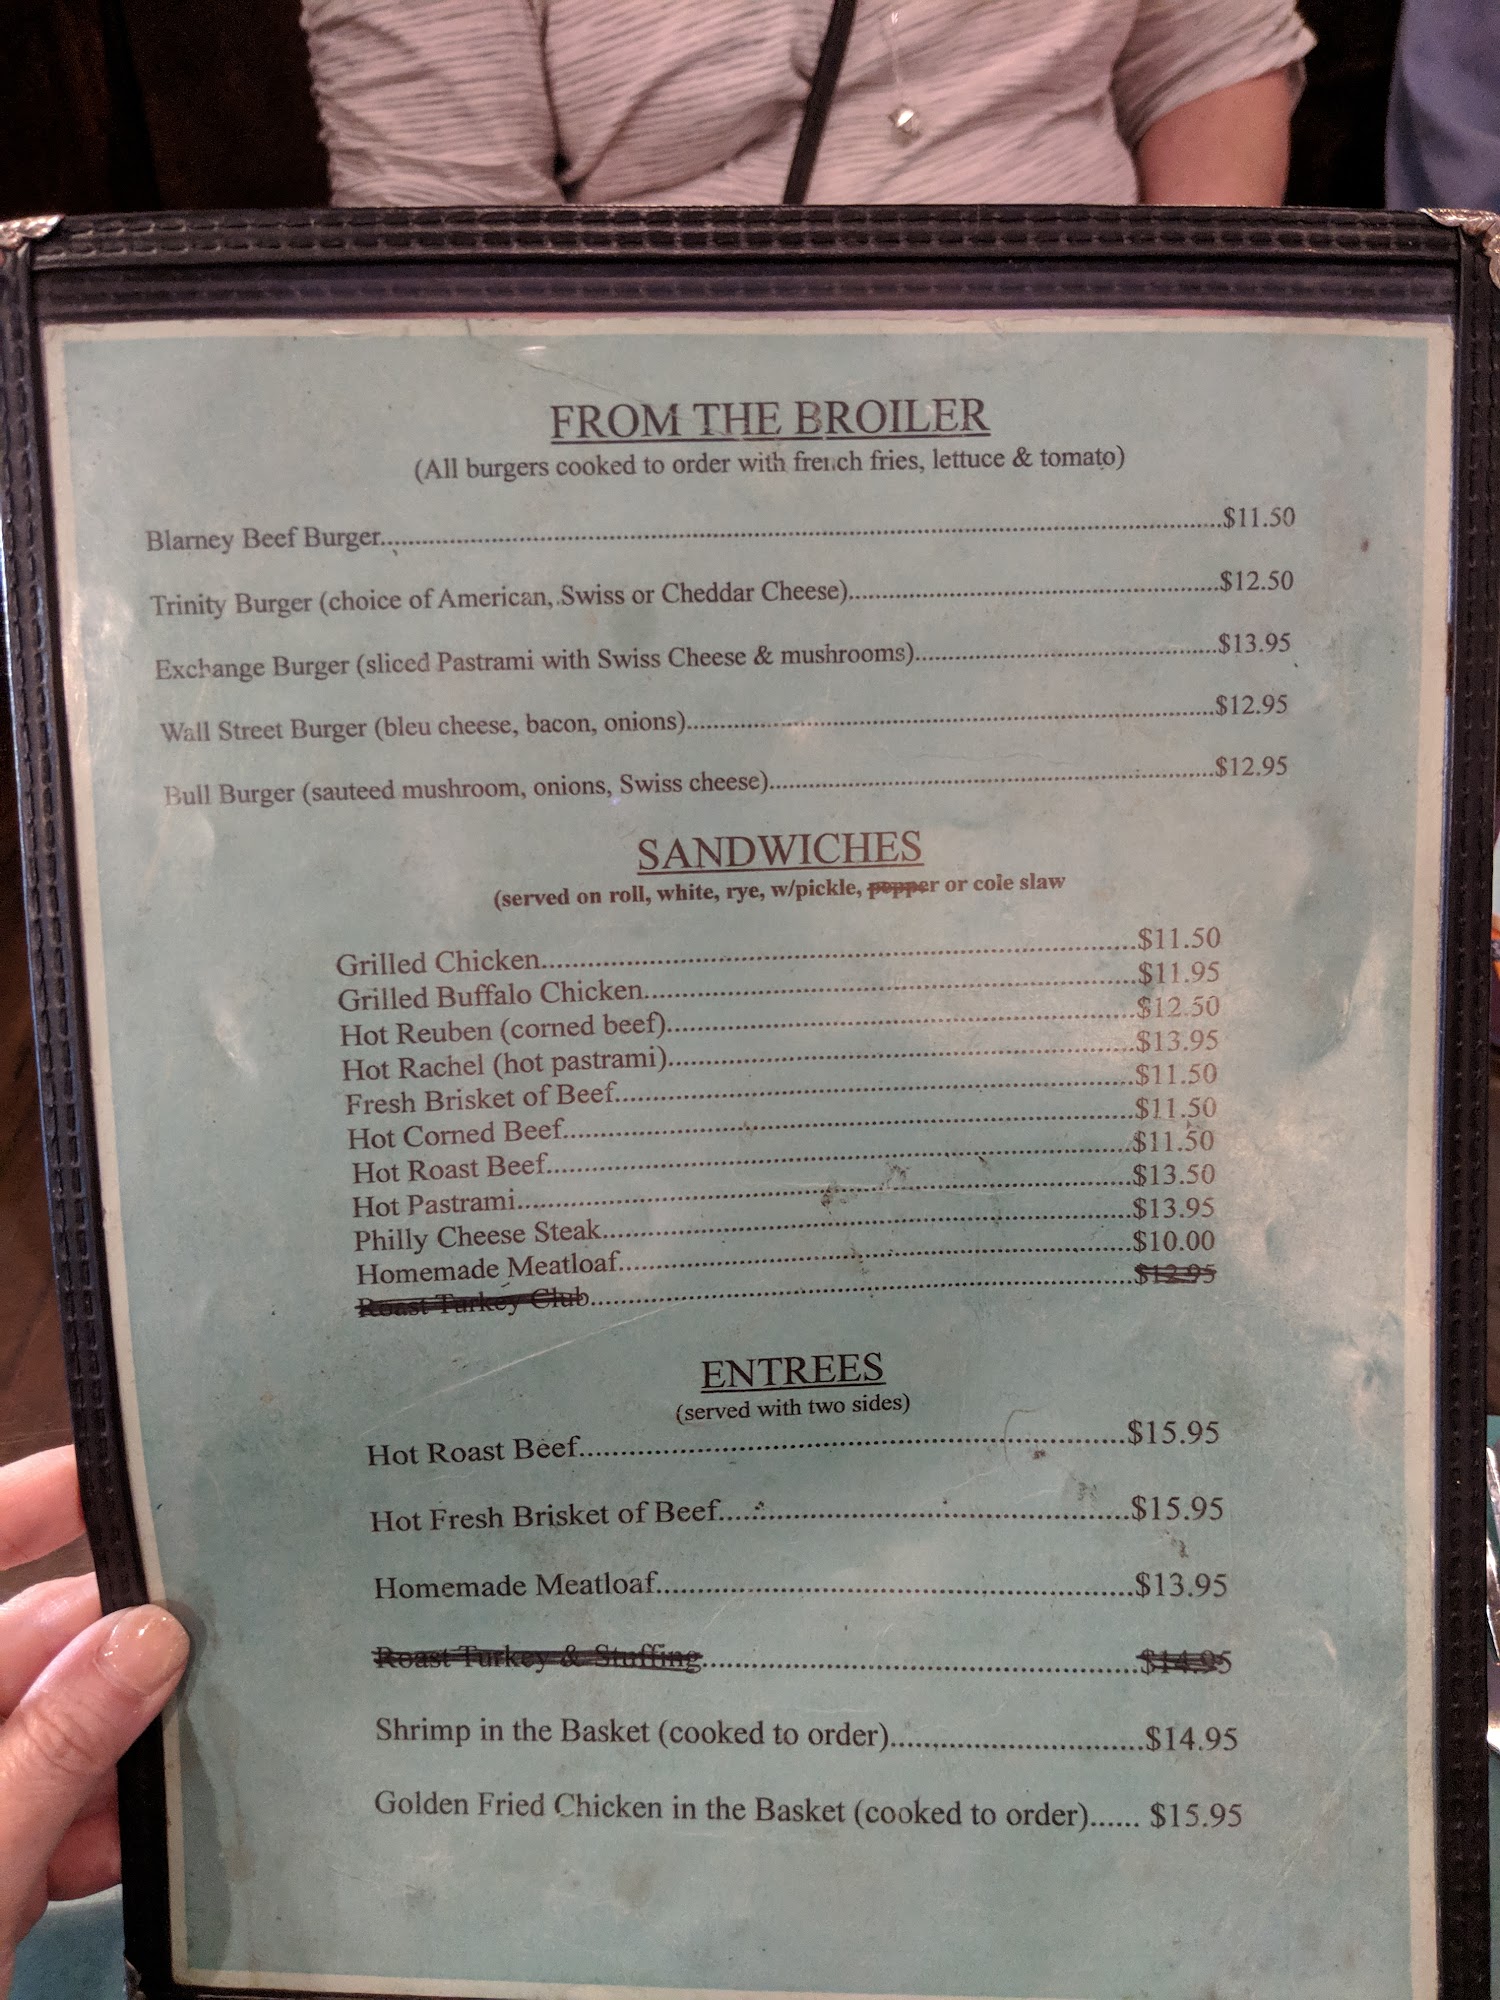 FROM THE BROILER
(All burgers cooked to order with french fries, lettuce & tomato)
Blarney Beef Burger..........$11.50
Trinity Burger (choice of American, Swiss or Cheddar Cheese)..........$12.50
Exchange Burger (sliced Pastrami with Swiss Cheese & mushrooms)..........$13.95
Wall Street Burger (bleu cheese, bacon, onions)..........$12.95
Bull Burger (sauteed mushroom, onions, Swiss cheese)..........$12.95
SANDWICHES
(served on roll, white, rye, w/pickle, pepper or cole slaw
Grilled Chicken..........$11.50
Grilled Buffalo Chicken..........$11.95
Hot Reuben (corned beef)..........$12.50
Hot Rachel (hot pastrami)..........$13.95
Fresh Brisket of Beef..........$11.50
Hot Corned Beef..........$11.50
Hot Roast Beef..........$11.50
Hot Pastrami..........$13.50
Philly Cheese Steak..........$13.95
Homemade Meatloaf..........$10.00
Roast Turkey Club..........$12.95
ENTREES
(served with two sides)
Hot Roast Beef..........$15.95
Hot Fresh Brisket of Beef..........$15.95
Homemade Meatloaf..........$13.95
Roast Turkey & Stuffing..........$14.95
Shrimp in the Basket (cooked to order)..........$14.95
Golden Fried Chicken in the Basket (cooked to order)...... $15.95